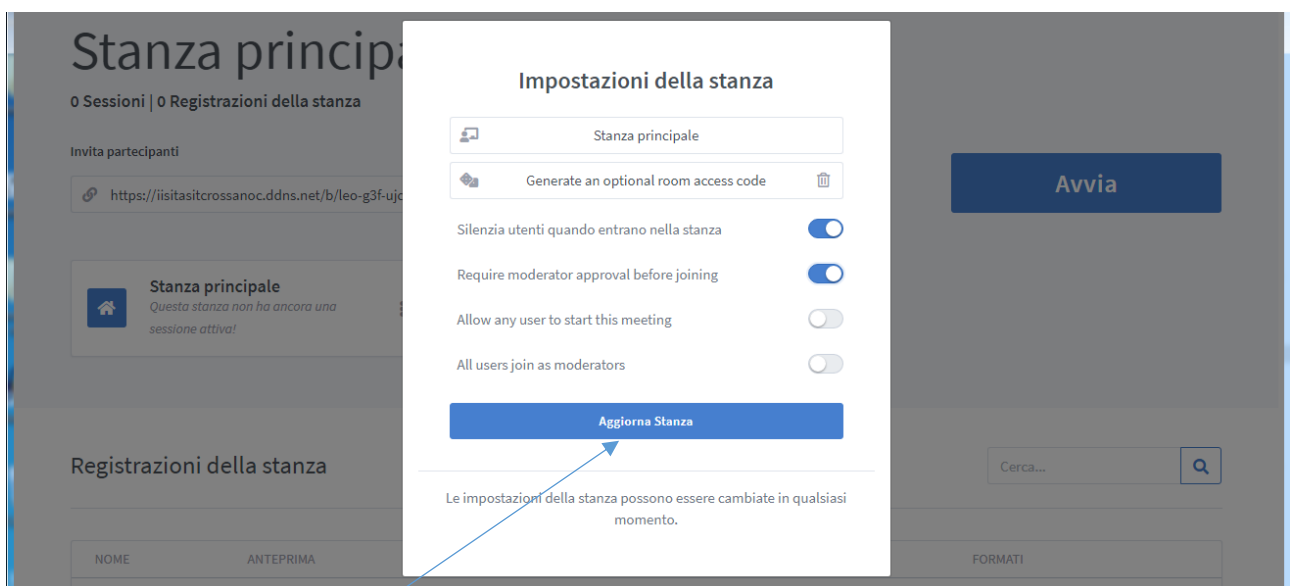 Stanza principa
0 Sessioni | 0 Registrazioni della stanza
Invita partecipanti
https://iisitasitcrossanoc.ddns.net/b/leo-g3f-ujc
Avvia
Stanza principale
Questa stanza non ha ancora una
sessione attiva!
Impostazioni della stanza
Stanza principale
Generate an optional room access code
Silenzia utenti quando entrano nella stanza
Require moderator approval before joining
Allow any user to start this meeting
All users join as moderators
Aggiorna Stanza
Le impostazioni della stanza possono essere cambiate in qualsiasi
momento.
Registrazioni della stanza
Cerca...
NOME ANTEPRIMA FORMATI